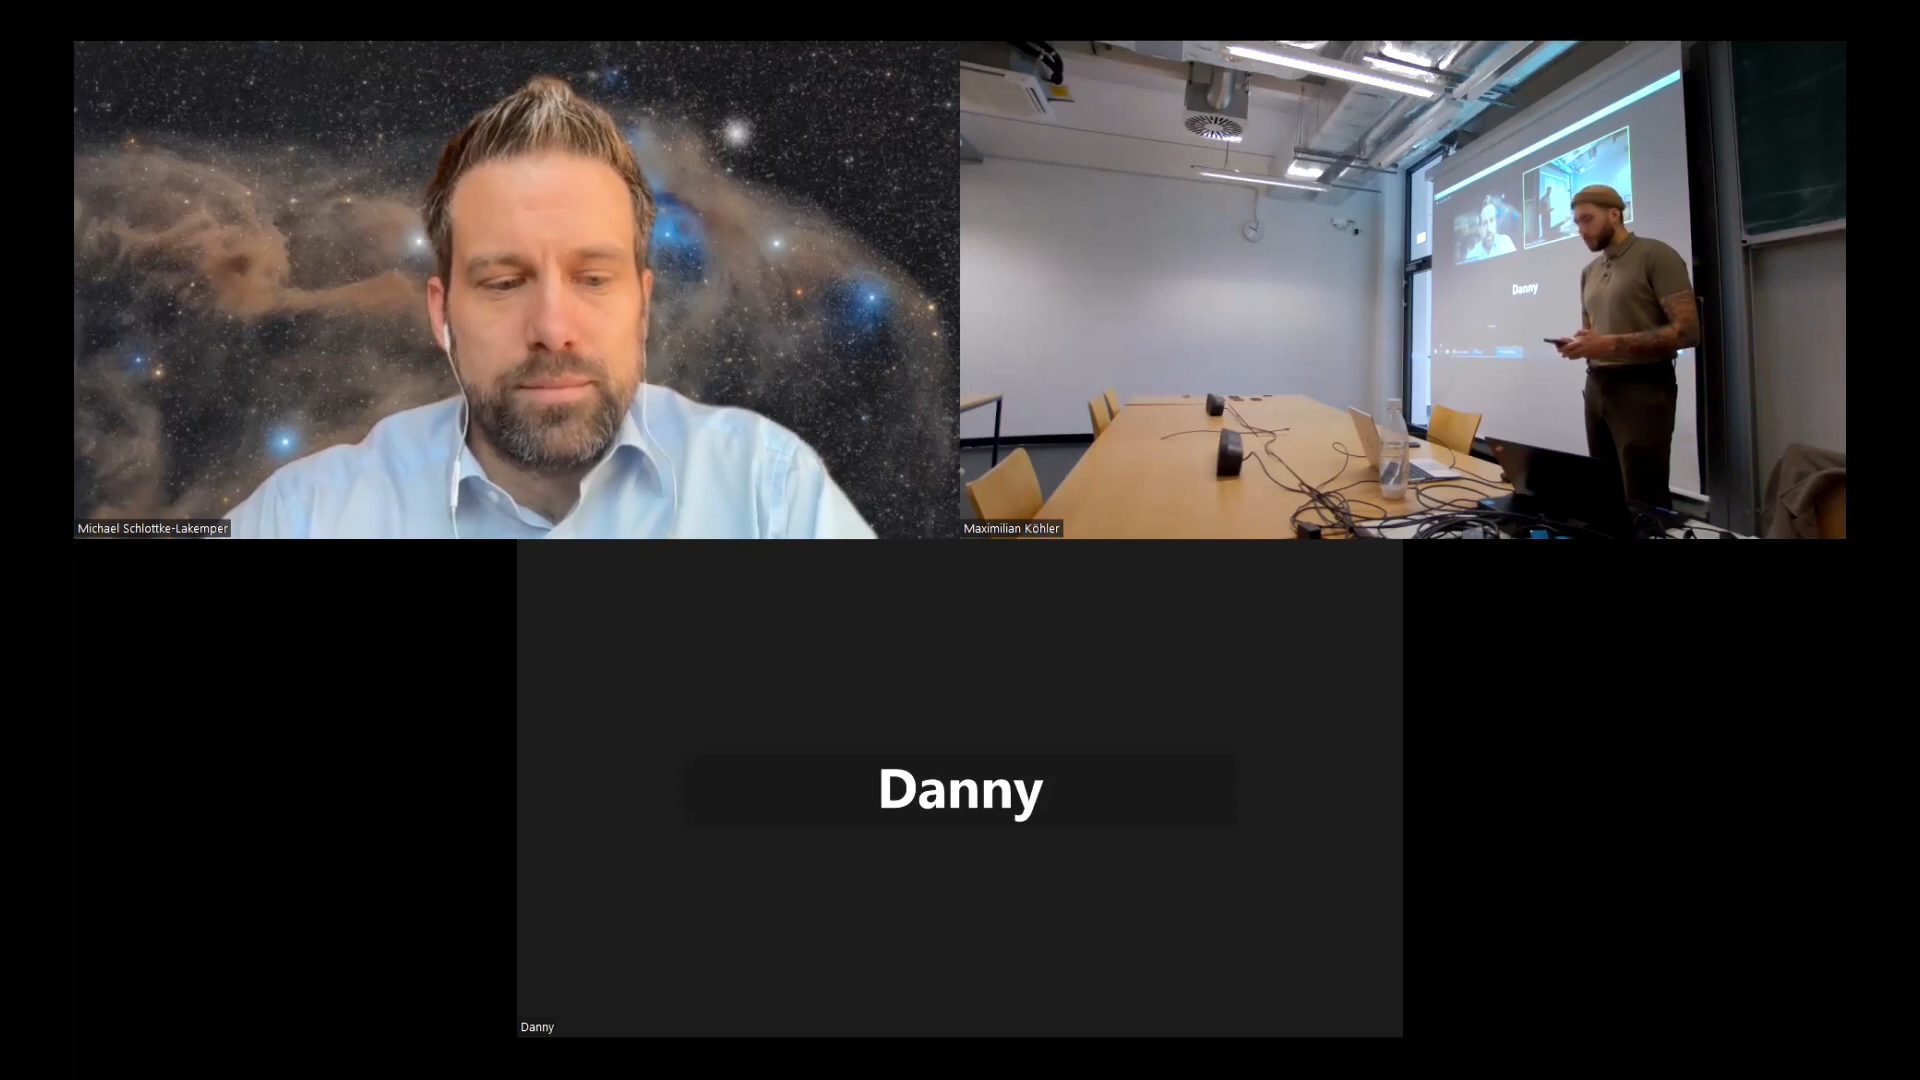 Michael Schlottke-Lakemper
Maximilian Köhler
Danny
Danny
Danny